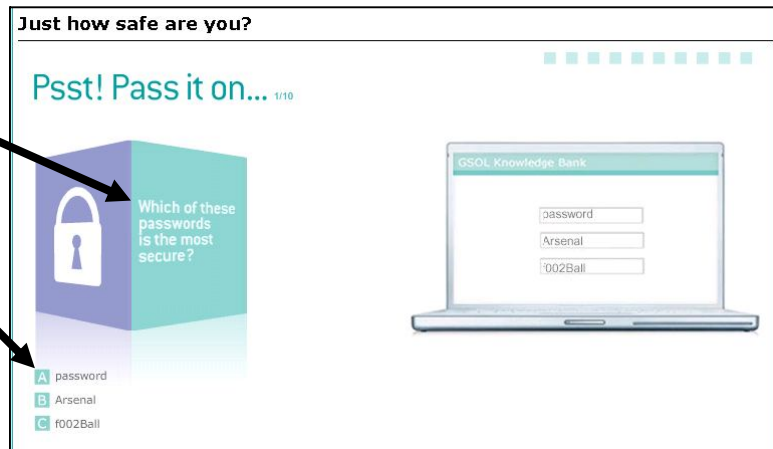 Just how safe are you?
Psst! Pass it on... 1/10
Which of these
passwords
is the most
secure?
GSOL Knowledge Bank
password
Arsenal
f002Ball
A password
B Arsenal
C f002Ball